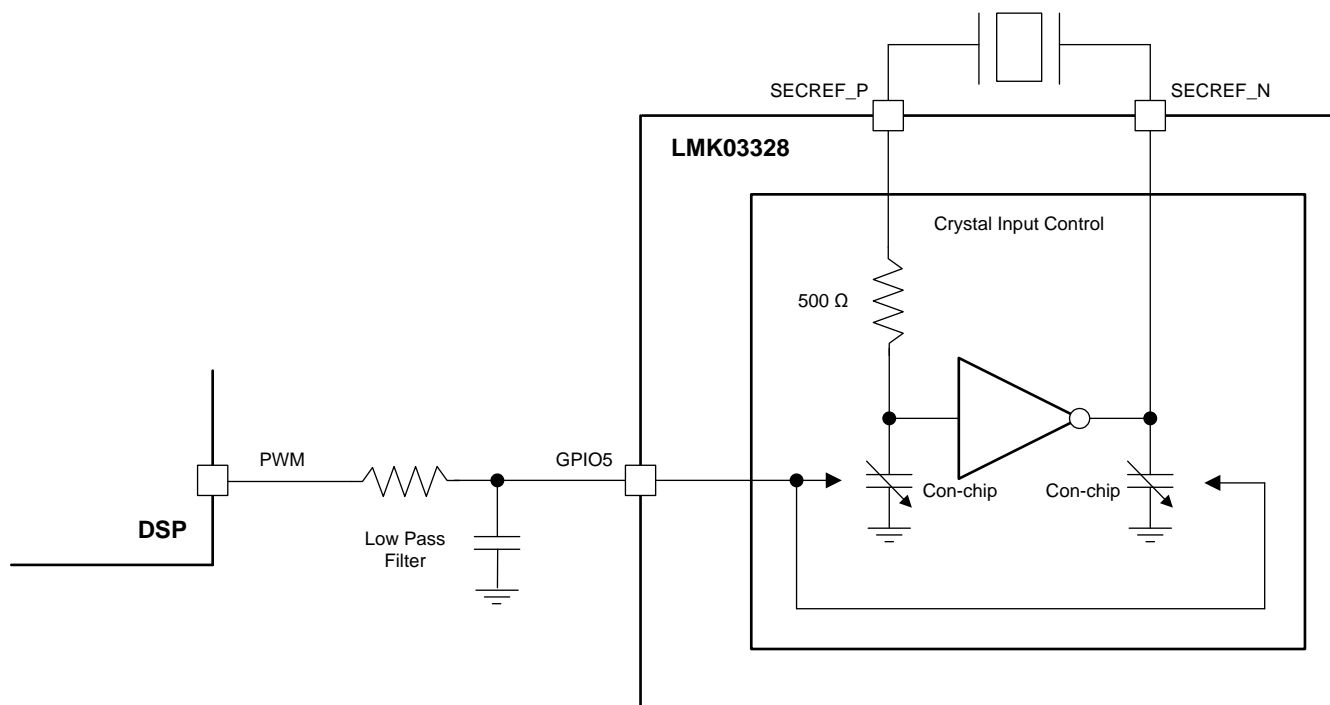 SECREF_P
SECREF_N
LMK03328
Crystal Input Control
500 Ω
PWM
GPIO5
Con-chip
Con-chip
DSP
Low Pass
Filter